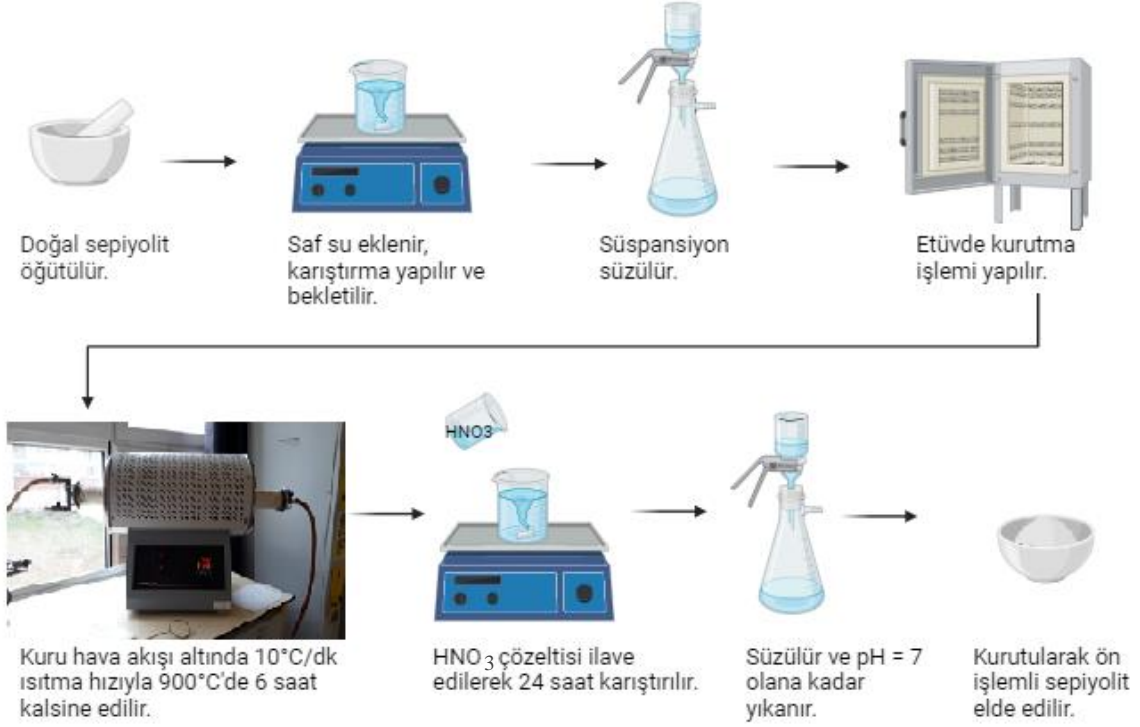 Doğal sepiyolit
öğütülür.
Saf su eklenir,
karıştırma yapılır ve
bekletilir.
Süspansiyon
süzülür.
Etüvde kurutma
işlemi yapılır.
HNO3
Kuru hava akışı altında 10°C/dk
ısıtma hızıyla 900°C'de 6 saat
kalsine edilir.
HNO3 çözeltisi ilave
edilerek 24 saat karıştırılır.
Süzülür ve pH = 7
olana kadar
yıkanır.
Kurutularak ön
işlemli sepiyolit
elde edilir.